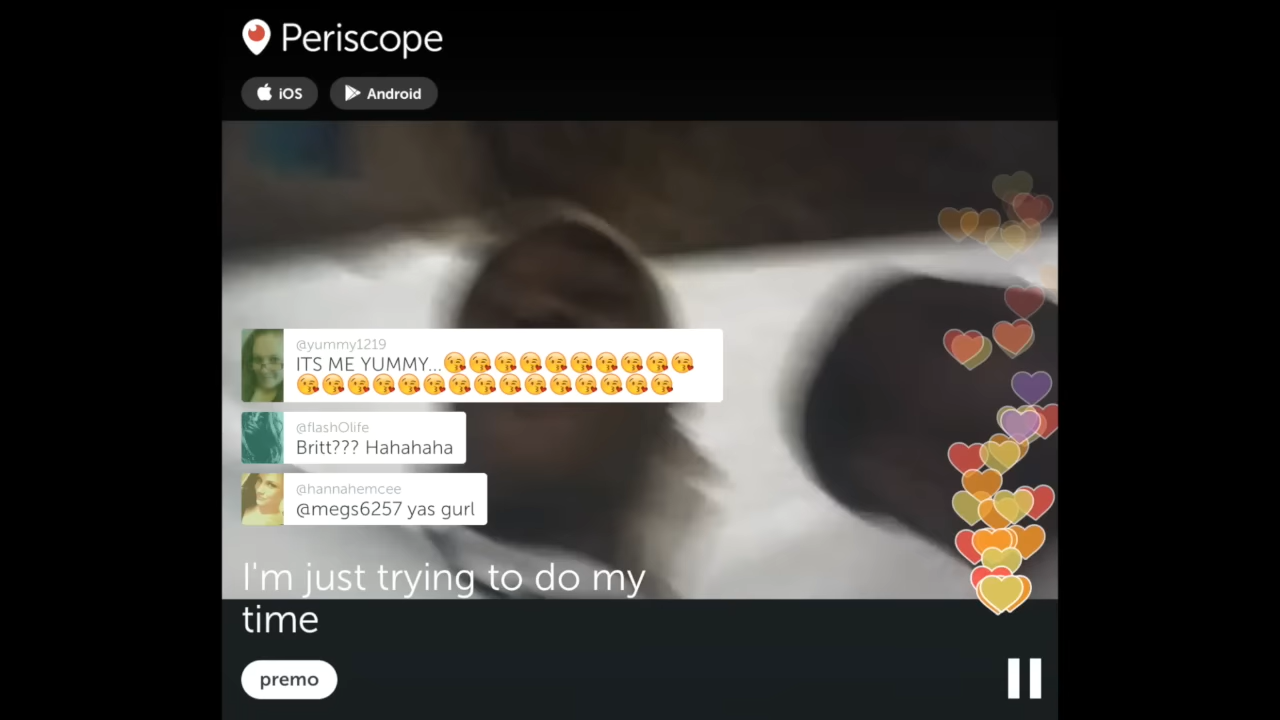 Periscope
iOS
Android
@yummy1219
ITS ME YUMMY...😘😘😘😘😘😘😘😘😘😘
😘😘😘😘😘😘😘😘😘😘😘😘😘😘😘
@flashOlife
Britt??? Hahahaha
@hannahemcee
@megs6257 yas gurl
I'm just trying to do my
time
premo